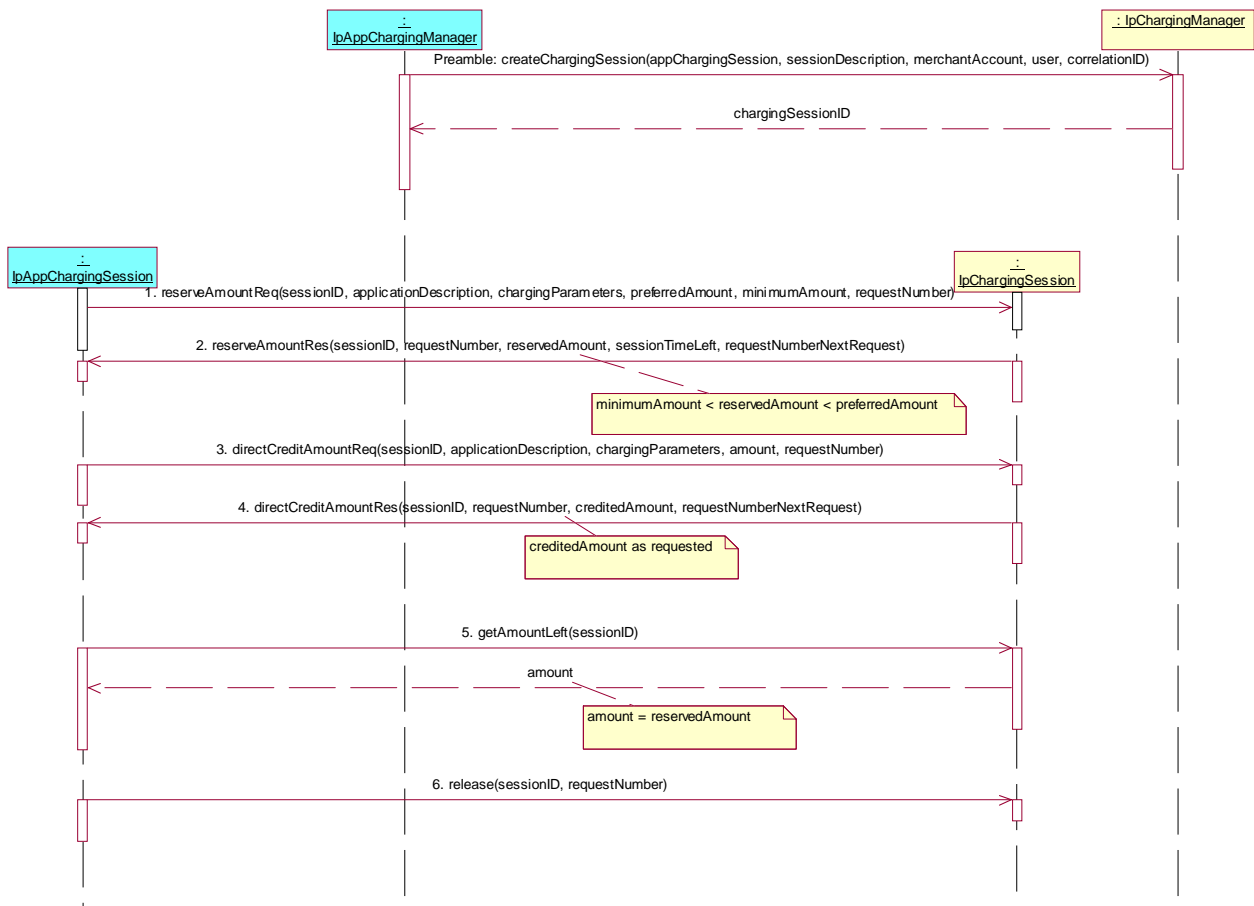 :
IpAppChargingManager
: IpChargingManager
Preamble: createChargingSession(appChargingSession, sessionDescription, merchantAccount, user, correlationID)
chargingSessionID
:
IpAppChargingSession
:
IpChargingSession
1. reserveAmountReq(sessionID, applicationDescription, chargingParameters, preferredAmount, minimumAmount, requestNumber)
2. reserveAmountRes(sessionID, requestNumber, reservedAmount, sessionTimeLeft, requestNumberNextRequest)
minimumAmount < reservedAmount < preferredAmount
3. directCreditAmountReq(sessionID, applicationDescription, chargingParameters, amount, requestNumber)
4. directCreditAmountRes(sessionID, requestNumber, creditedAmount, requestNumberNextRequest)
creditedAmount as requested
5. getAmountLeft(sessionID)
amount
amount = reservedAmount
6. release(sessionID, requestNumber)